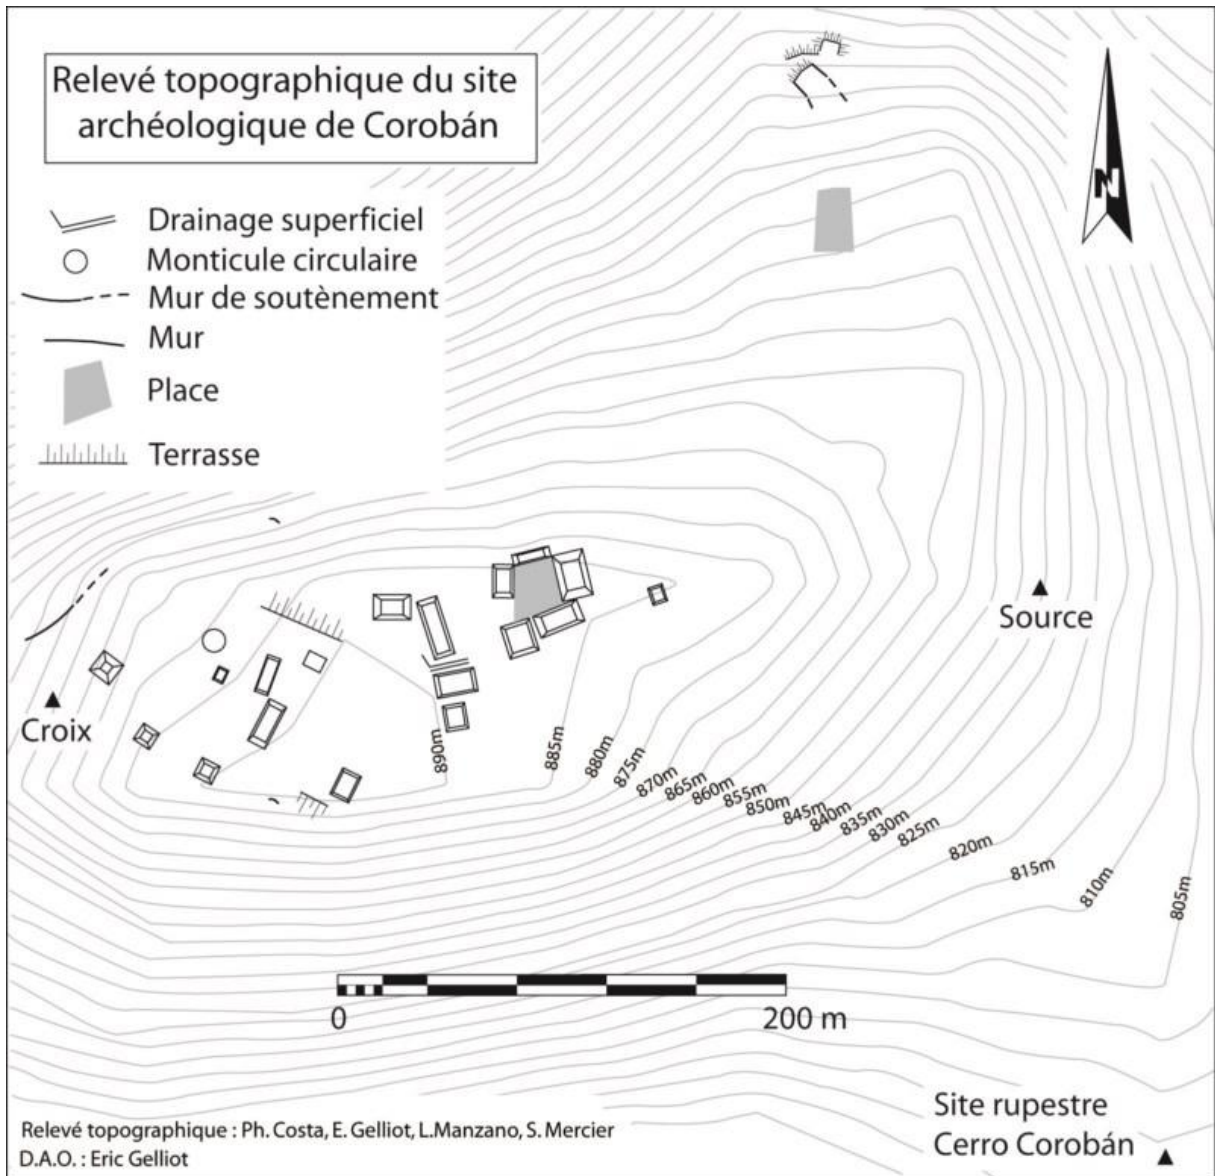 Relevé topographique du site
archéologique de Corobán
N
Drainage superficiel
Monticule circulaire
Mur de soutènement
Mur
Place
Terrasse
Source
Croix
890m
885m
880m
875m
870m
865m
860m
855m
850m
845m
840m
835m
830m
825m
820m
815m
810m
805m
0
200 m
Site rupestre
Cerro Corobán
Relevé topographique : Ph. Costa, E. Gelliot, L.Manzano, S. Mercier
D.A.O. : Eric Gelliot